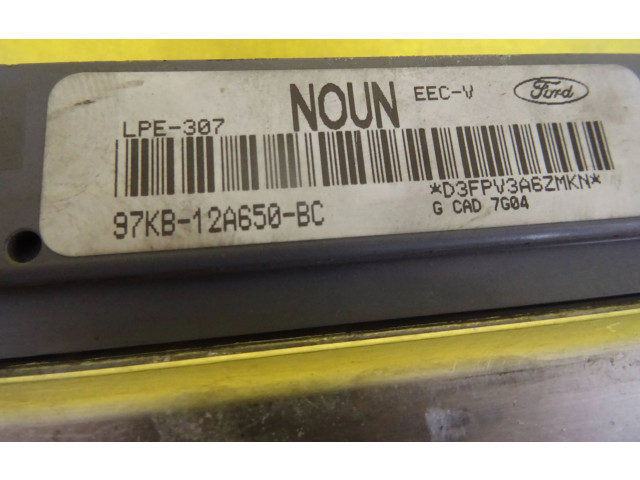 NOUN EEC-V Ford
LPE-307
*D3FPV3A6ZMKN*
97KB-12A650-BC G CAD 7G04